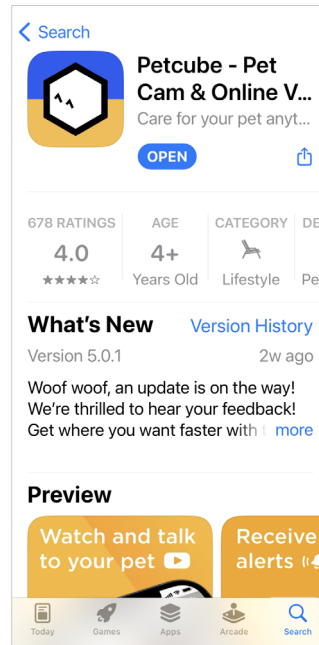 Search
Petcube - Pet
Cam & Online V...
Care for your pet anyt...
OPEN
678 RATINGS
AGE
CATEGORY
DE
4.0
4+
★★★★☆
Years Old
Lifestyle
Pe
What's New
Version History
Version 5.0.1
2w ago
Woof woof, an update is on the way!
We're thrilled to hear your feedback!
Get where you want faster with t more
Preview
Watch and talk
to your pet
Receive
alerts
Today
Games
Apps
Arcade
Search